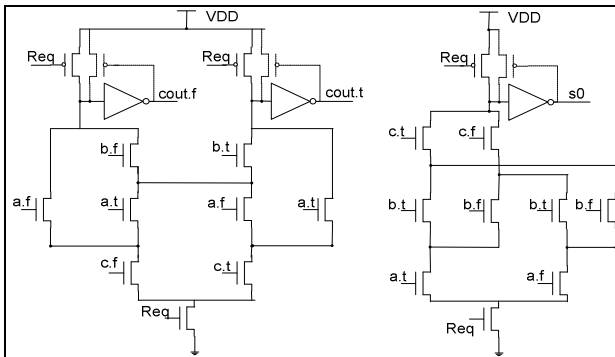 VDD
VDD
Req
Req
Req
cout.f
cout.t
s0
c.t
c.f
b.f
b.t
a.f
a.t
a.f
a.t
b.t
b.f
b.t
b.f
c.f
c.t
a.t
a.f
Req
Req